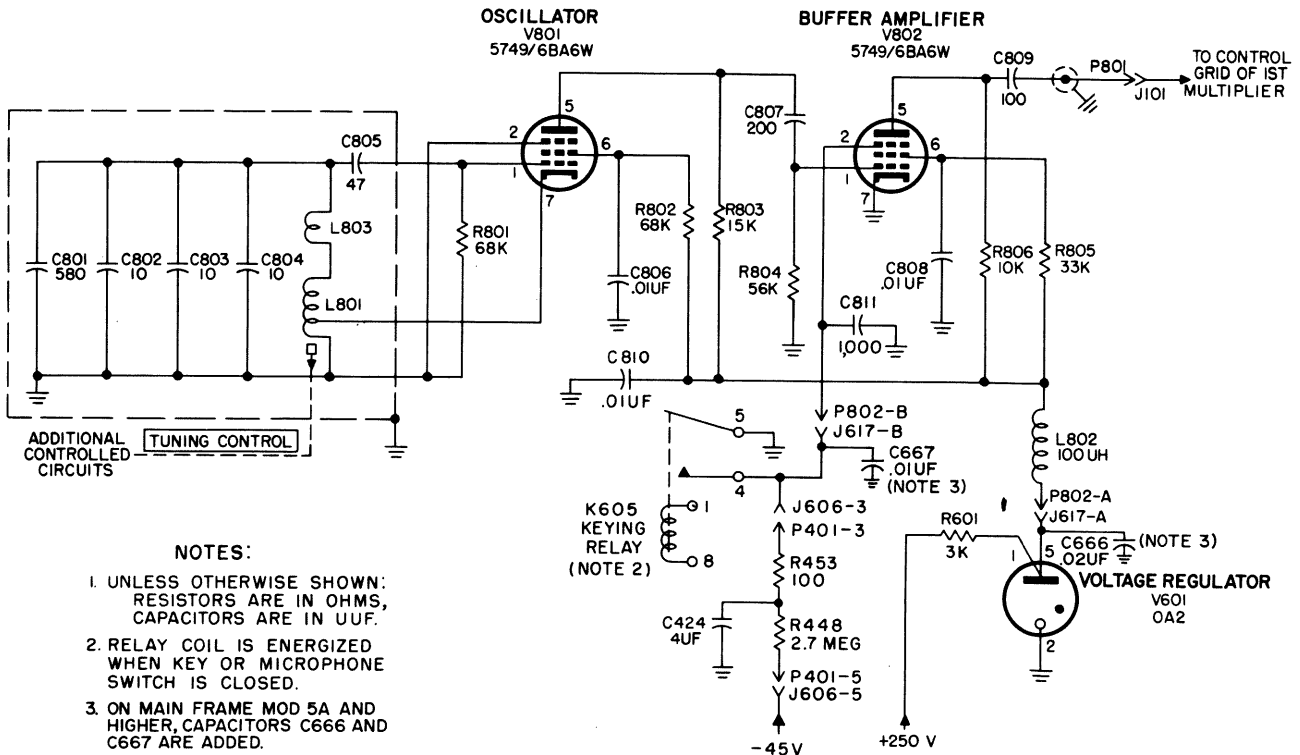 OSCILLATOR
V801
5749/6BA6W
BUFFER AMPLIFIER
V802
5749/6BA6W
C809
100
P801
J101
TO CONTROL
GRID OF IST
MULTIPLIER
5
2
1
6
7
C805
47
C807
200
5
2
1
6
7
L803
L801
C801
580
C802
10
C803
10
C804
10
R801
68K
C806
.01UF
R802
68K
R803
15K
R804
56K
C808
.01UF
R806
10K
R805
33K
C811
1,000
C810
.01UF
ADDITIONAL
CONTROLLED
CIRCUITS
TUNING CONTROL
5
4
1
8
K605
KEYING
RELAY
(NOTE 2)
P802-B
J617-B
C667
.01UF
(NOTE 3)
J606-3
P401-3
R453
100
C424
4UF
R448
2.7 MEG
P401-5
J606-5
-45V
L802
100UH
P802-A
J617-A
R601
3K
1
5
C666
.02UF
(NOTE 3)
VOLTAGE REGULATOR
V601
OA2
2
+250 V
NOTES:
1. UNLESS OTHERWISE SHOWN:
RESISTORS ARE IN OHMS,
CAPACITORS ARE IN UUF.
2. RELAY COIL IS ENERGIZED
WHEN KEY OR MICROPHONE
SWITCH IS CLOSED.
3. ON MAIN FRAME MOD 5A AND
HIGHER, CAPACITORS C666 AND
C667 ARE ADDED.